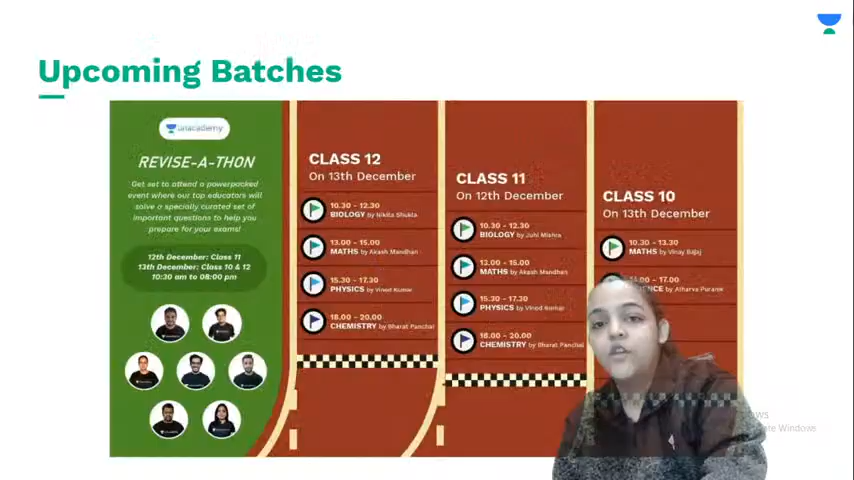 Upcoming Batches
unacademy
REVISE-A-THON
Get set to attend a powerpacked
event where our top educators will
solve a specially curated set of
important questions to help you
prepare for your exams!
12th December: Class 11
13th December: Class 10 & 12
10:30 am to 08:00 pm
CLASS 12
On 13th December
10.30 - 12.30
BIOLOGY by Nikita Shukla
13.00 - 15.00
MATHS by Akash Mandhan
15.30 - 17.30
PHYSICS by Vinod Kumar
18.00 - 20.00
CHEMISTRY by Bharat Panchal
CLASS 11
On 12th December
10.30 - 12.30
BIOLOGY by Juhi Mishra
13.00 - 15.00
MATHS by Akash Mandhan
15.30 - 17.30
PHYSICS by Vinod Kumar
18.00 - 20.00
CHEMISTRY by Bharat Panchal
CLASS 10
On 13th December
10.30 - 13.30
MATHS by Vinay Bajaj
17.00
by Atharva Puranik
Windows